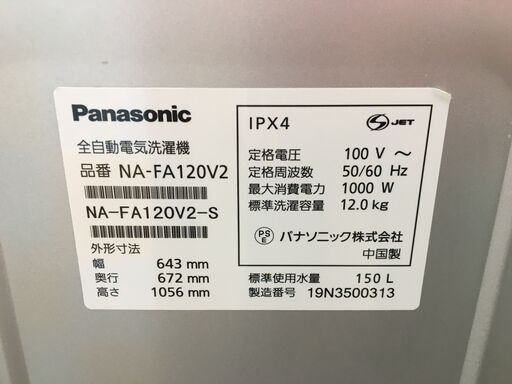 Panasonic
全自動電気洗濯機
品番 NA-FA120V2
NA-FA120V2-S
外形寸法
幅 643 mm
奥行 672 mm
高さ 1056 mm
IPX4
S JET
定格電圧 100 V ～
定格周波数 50/60 Hz
最大消費電力 1000 W
標準洗濯容量 12.0 kg
PS E パナソニック株式会社
中国製
標準使用水量 150 L
製造番号 19N3500313